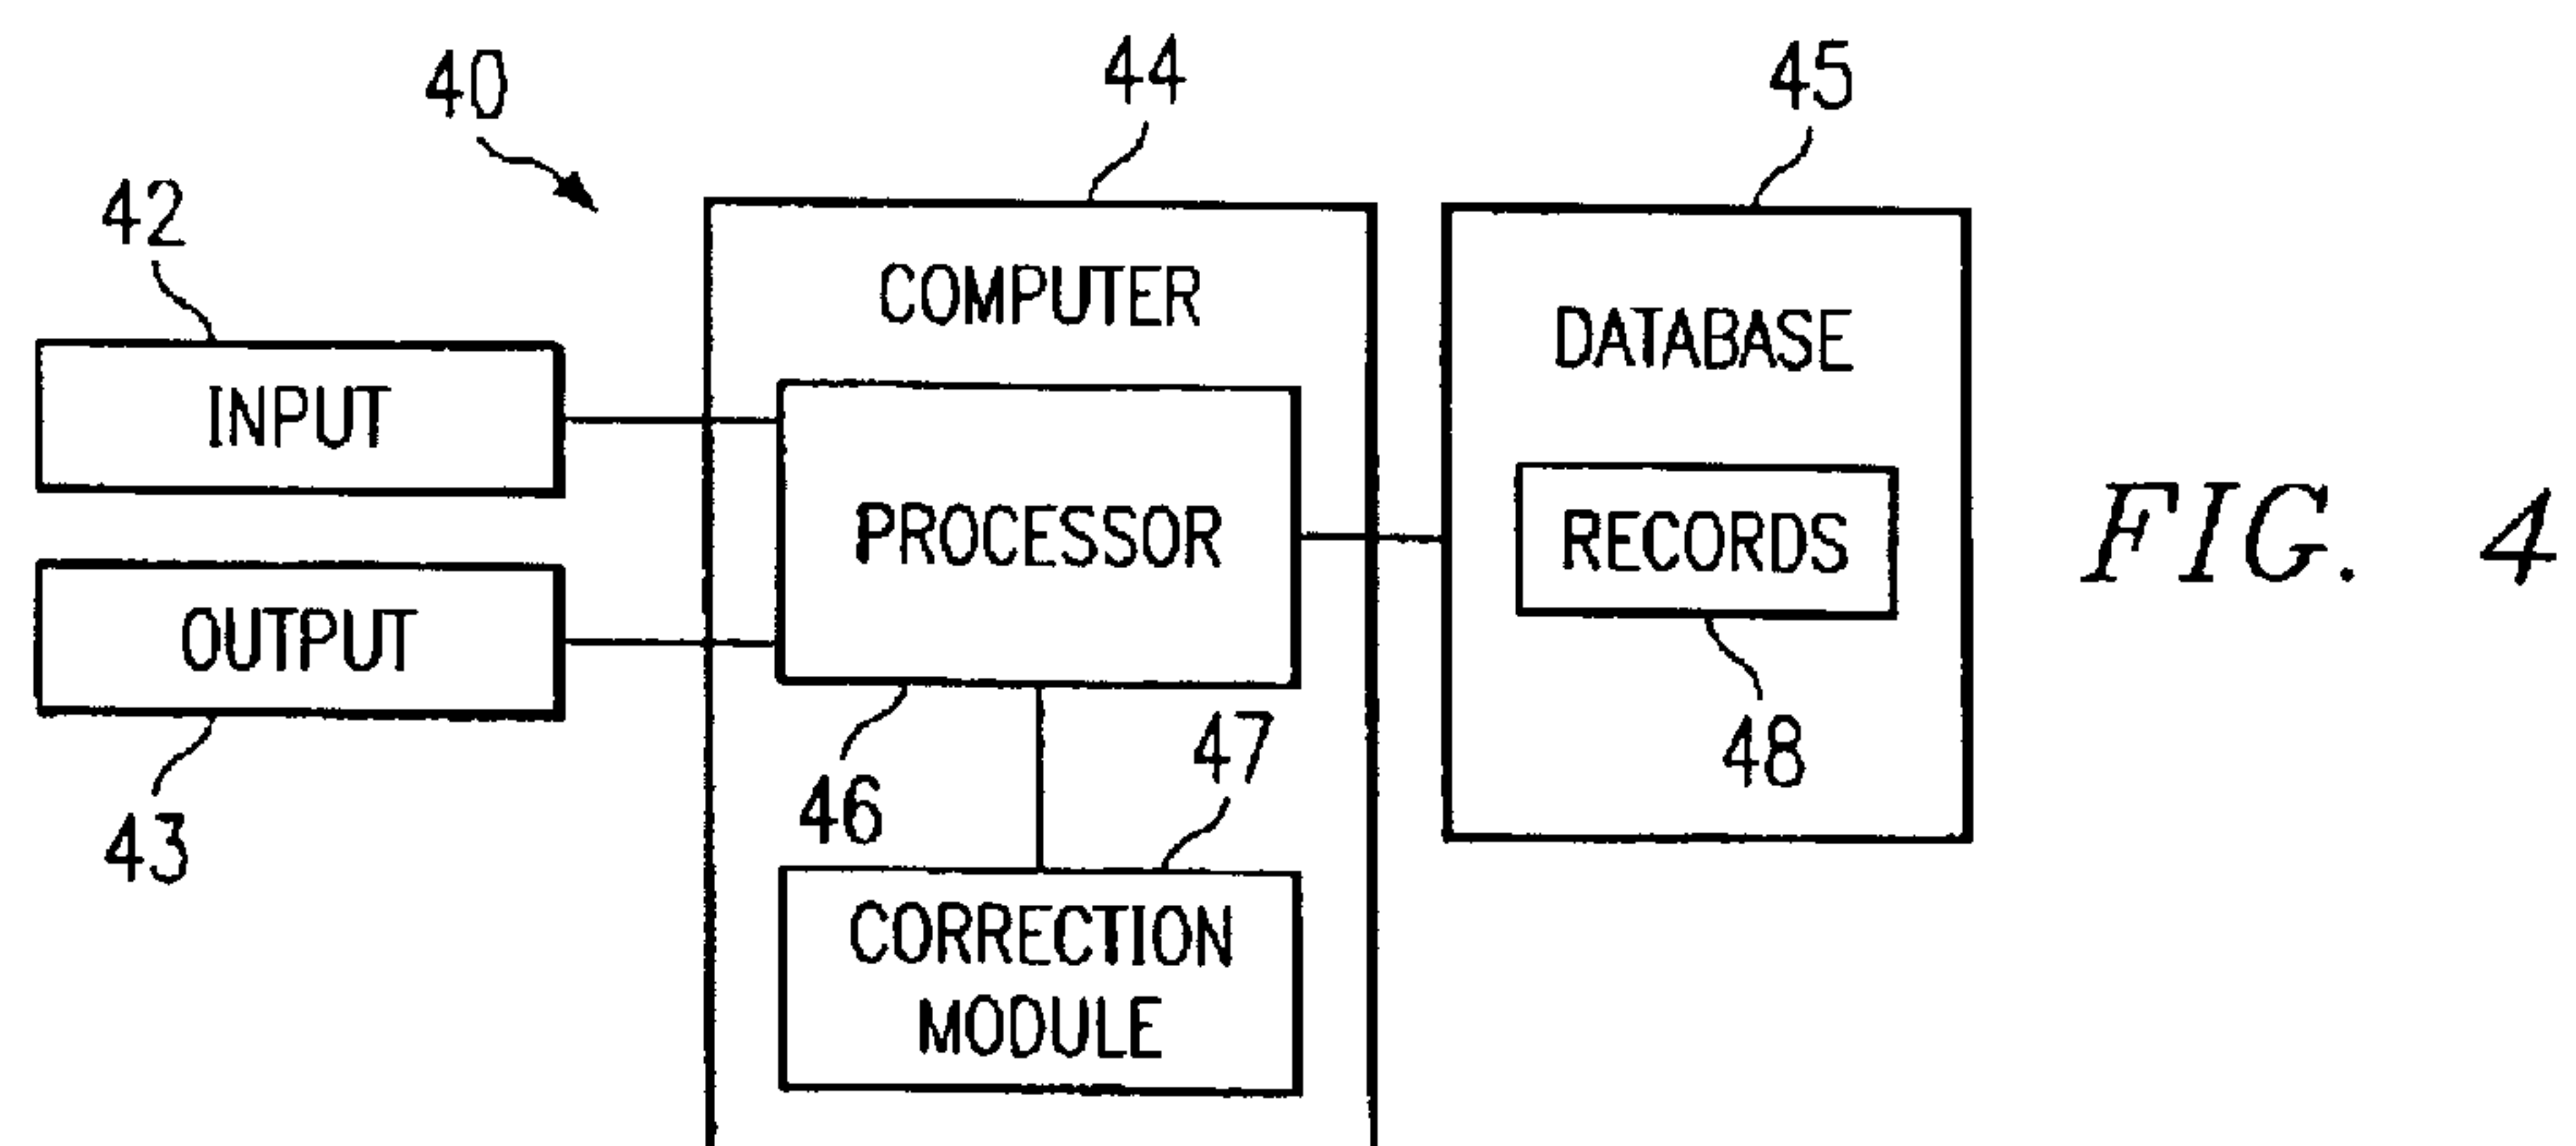 40
44
45
42
COMPUTER
DATABASE
INPUT
PROCESSOR
RECORDS
FIG. 4
OUTPUT
46
47
48
43
CORRECTION
MODULE